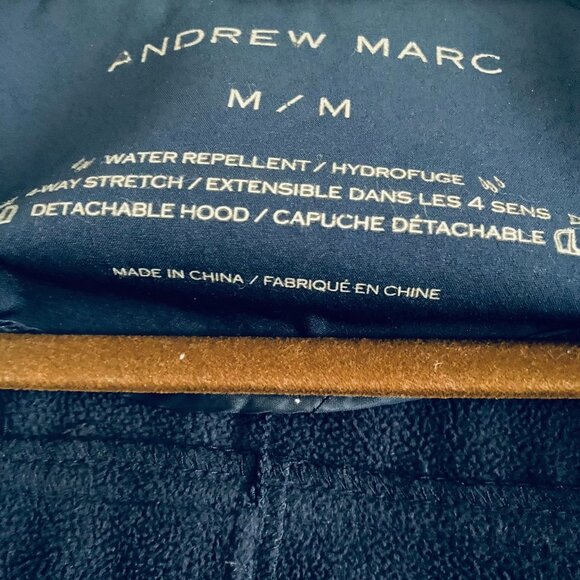 ANDREW MARC
M / M
WATER REPELLENT / HYDROFUGE
4-WAY STRETCH / EXTENSIBLE DANS LES 4 SENS
DETACHABLE HOOD / CAPUCHE DÉTACHABLE
MADE IN CHINA / FABRIQUÉ EN CHINE